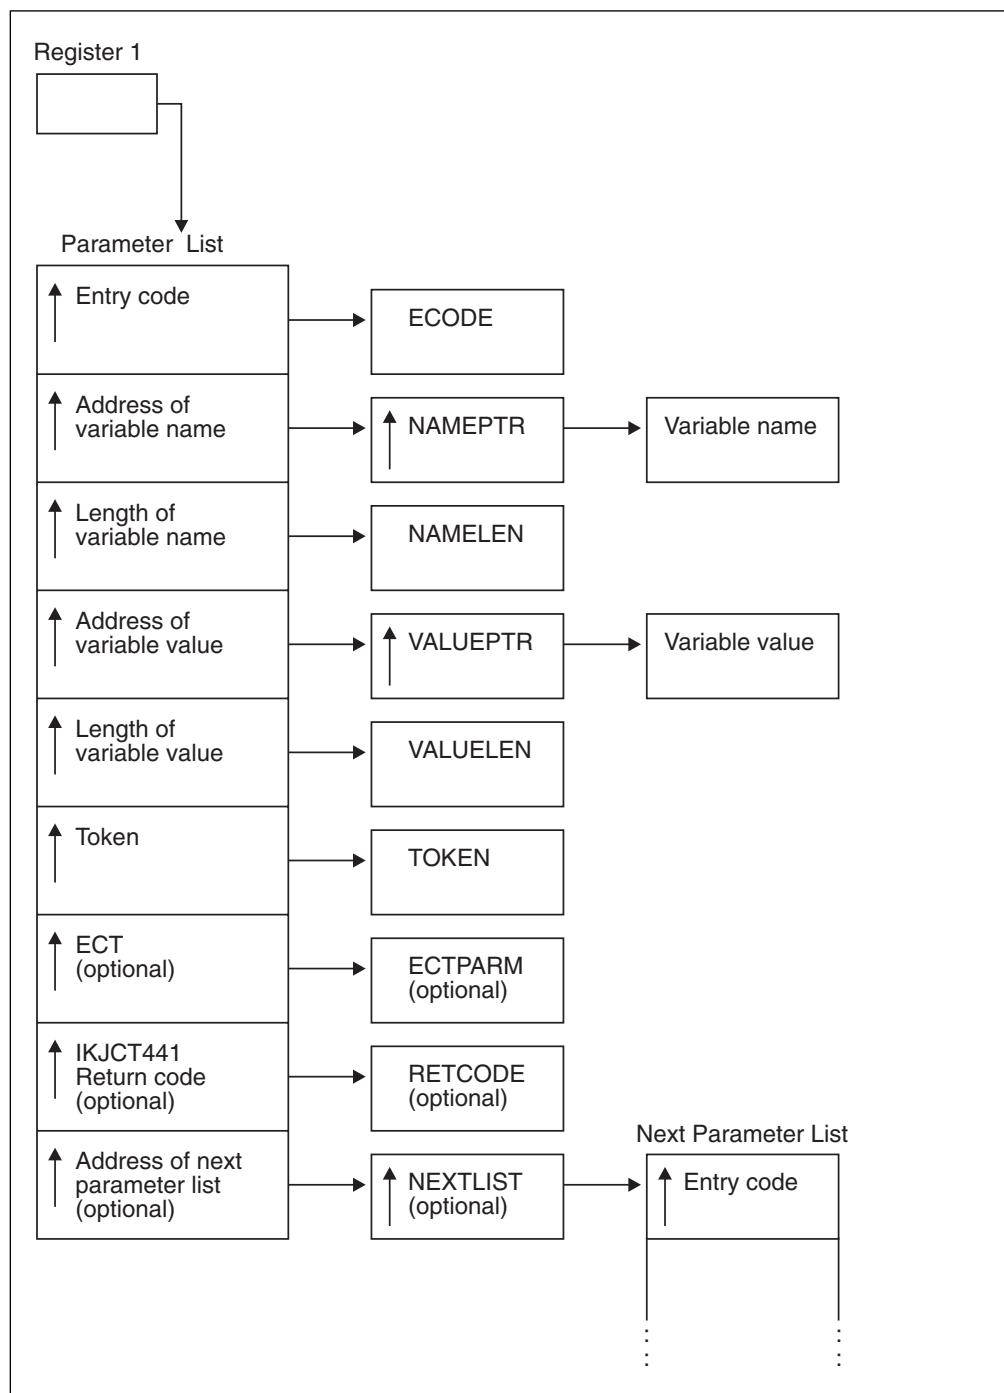 Register 1
Parameter List
Entry code
ECODE
Address of
variable name
NAMEPTR
Variable name
Length of
variable name
NAMELEN
Address of
variable value
VALUEPTR
Variable value
Length of
variable value
VALUELEN
Token
TOKEN
ECT
(optional)
ECTPARM
(optional)
IKJCT441
Return code
(optional)
RETCODE
(optional)
Address of next
parameter list
(optional)
NEXTLIST
(optional)
Next Parameter List
Entry code